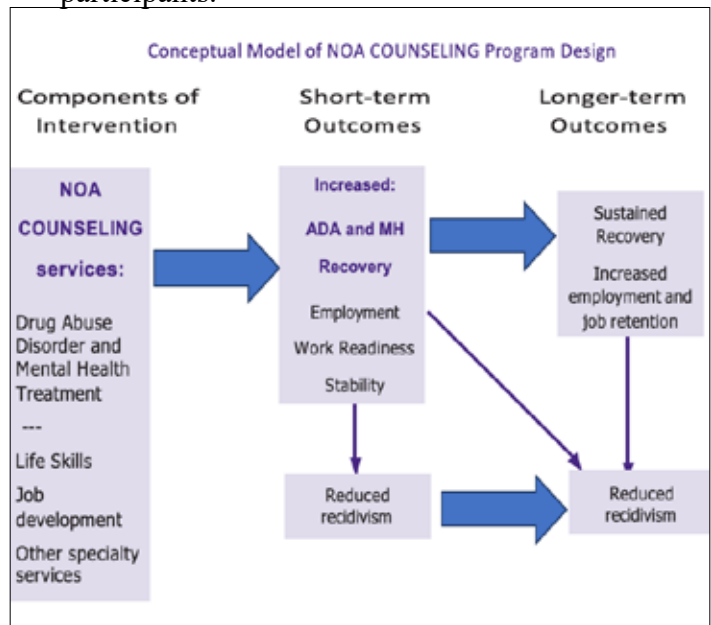 participants.
Conceptual Model of NOA COUNSELING Program Design
Components of
Intervention
Short-term
Outcomes
Longer-term
Outcomes
NOA
COUNSELING
services:
Drug Abuse
Disorder and
Mental Health
Treatment
---
Life Skills
Job
development
Other specialty
services
Increased:
ADA and MH
Recovery
Employment
Work Readiness
Stability
Reduced
recidivism
Sustained
Recovery
Increased
employment and
job retention
Reduced
recidivism